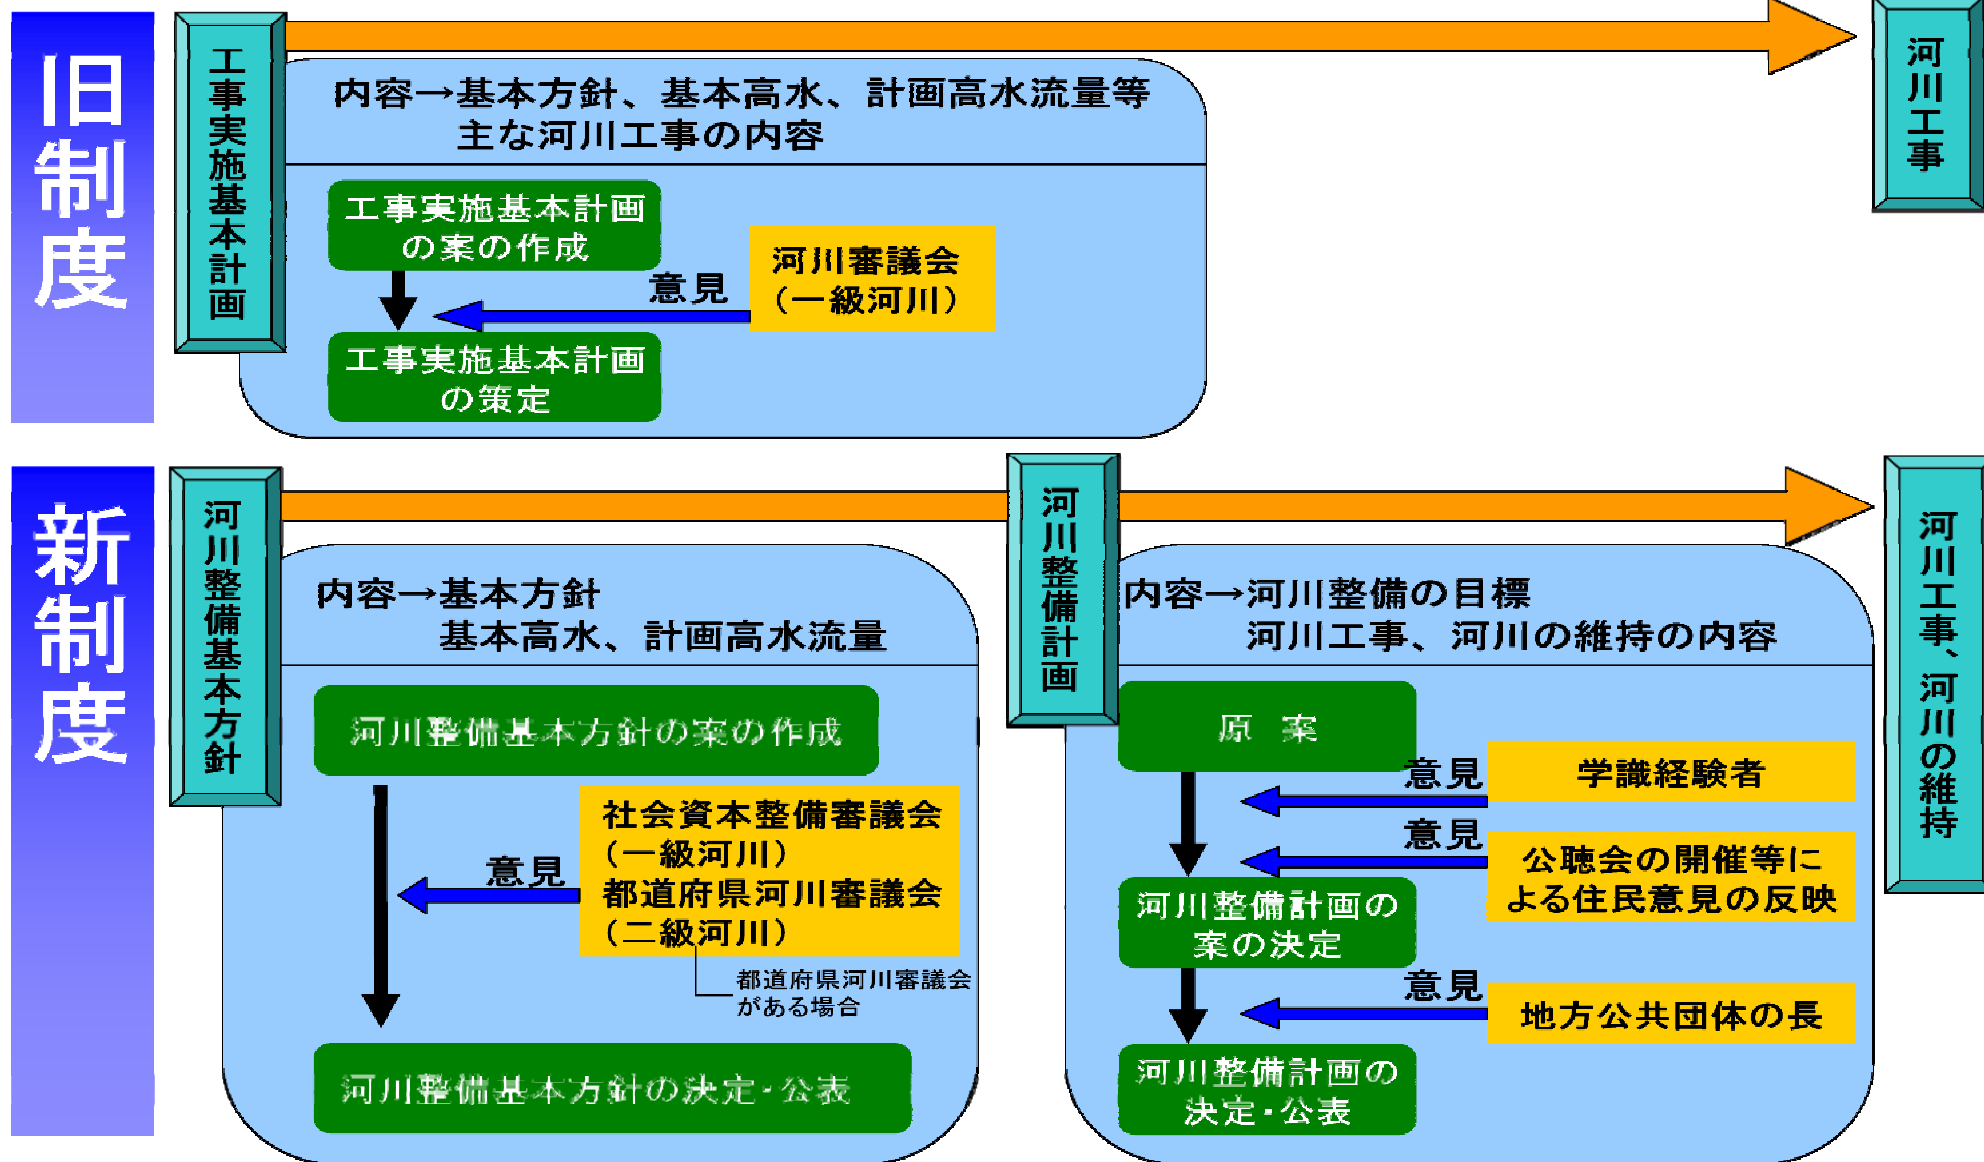 旧制度
工事実施基本計画
内容→基本方針、基本高水、計画高水流量等
主な河川工事の内容
工事実施基本計画
の案の作成
意見
河川審議会
（一級河川）
工事実施基本計画
の策定
河川工事
新制度
河川整備基本方針
内容→基本方針
基本高水、計画高水流量
河川整備基本方針の案の作成
意見
社会資本整備審議会
（一級河川）
都道府県河川審議会
（二級河川）
都道府県河川審議会
がある場合
河川整備基本方針の決定・公表
河川整備計画
内容→河川整備の目標
河川工事、河川の維持の内容
原 案
意見
学識経験者
意見
公聴会の開催等に
よる住民意見の反映
河川整備計画の
案の決定
意見
地方公共団体の長
河川整備計画の
決定・公表
河川工事、河川の維持